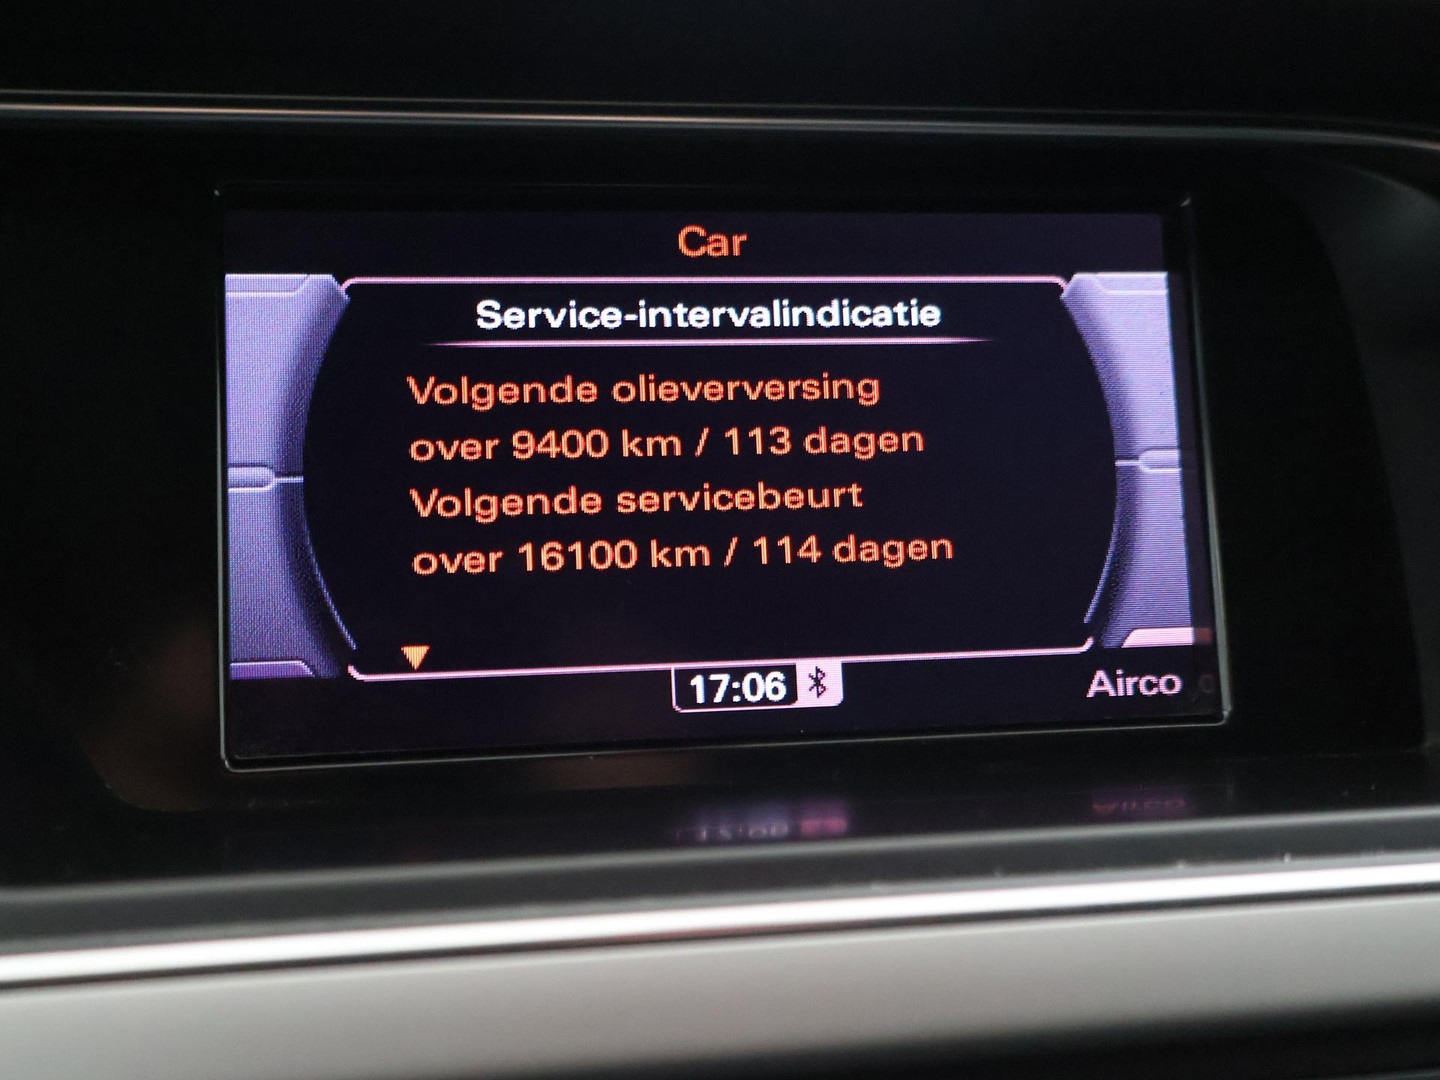 Car
Service-intervalindicatie
Volgende olieverversing
over 9400 km / 113 dagen
Volgende servicebeurt
over 16100 km / 114 dagen
17:06
Airco